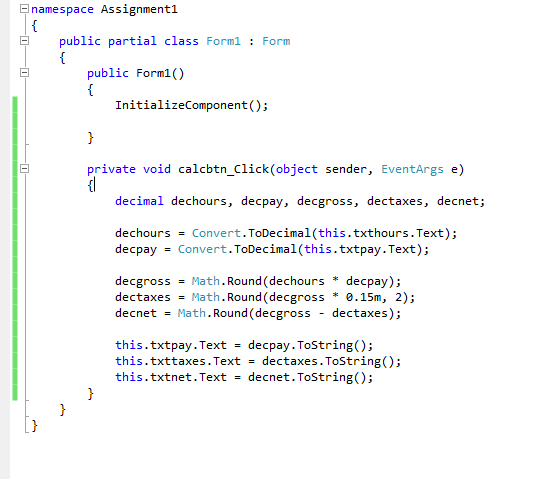 namespace Assignment1
{
public partial class Form1 : Form
{
public Form1()
{
InitializeComponent();
}
private void calcbtn_Click(object sender, EventArgs e)
{
decimal dechours, decpay, decgross, dectaxes, decnet;
dechours = Convert.ToDecimal(this.txthours.Text);
decpay = Convert.ToDecimal(this.txtpay.Text);
decgross = Math.Round(dechours * decpay);
dectaxes = Math.Round(decgross * 0.15m, 2);
decnet = Math.Round(decgross - dectaxes);
this.txtpay.Text = decpay.ToString();
this.txttaxes.Text = dectaxes.ToString();
this.txtnet.Text = decnet.ToString();
}
}
}